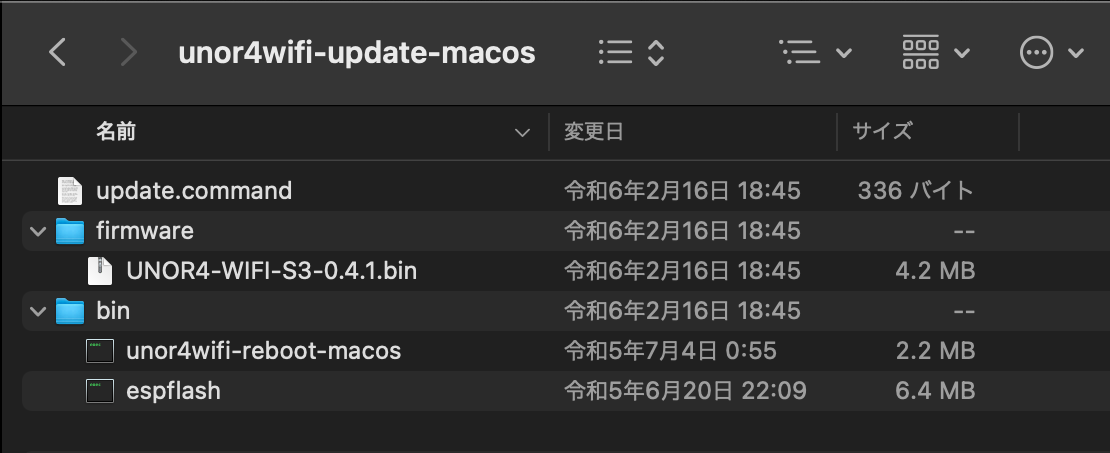 unor4wifi-update-macos
名前 変更日 サイズ
update.command 令和6年2月16日 18:45 336 バイト
firmware 令和6年2月16日 18:45 --
UNOR4-WIFI-S3-0.4.1.bin 令和6年2月16日 18:45 4.2 MB
bin 令和6年2月16日 18:45 --
unor4wifi-reboot-macos 令和5年7月4日 0:55 2.2 MB
espflash 令和5年6月20日 22:09 6.4 MB